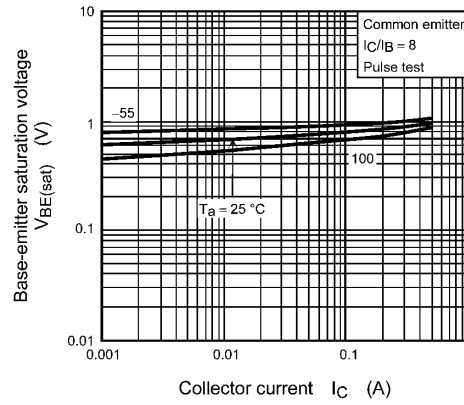 Common emitter
IC/IB = 8
Pulse test
Base-emitter saturation voltage
VBE(sat) (V)
10
1
0.1
0.01
−55
100
Ta = 25 °C
0.001
0.01
0.1
Collector current IC (A)